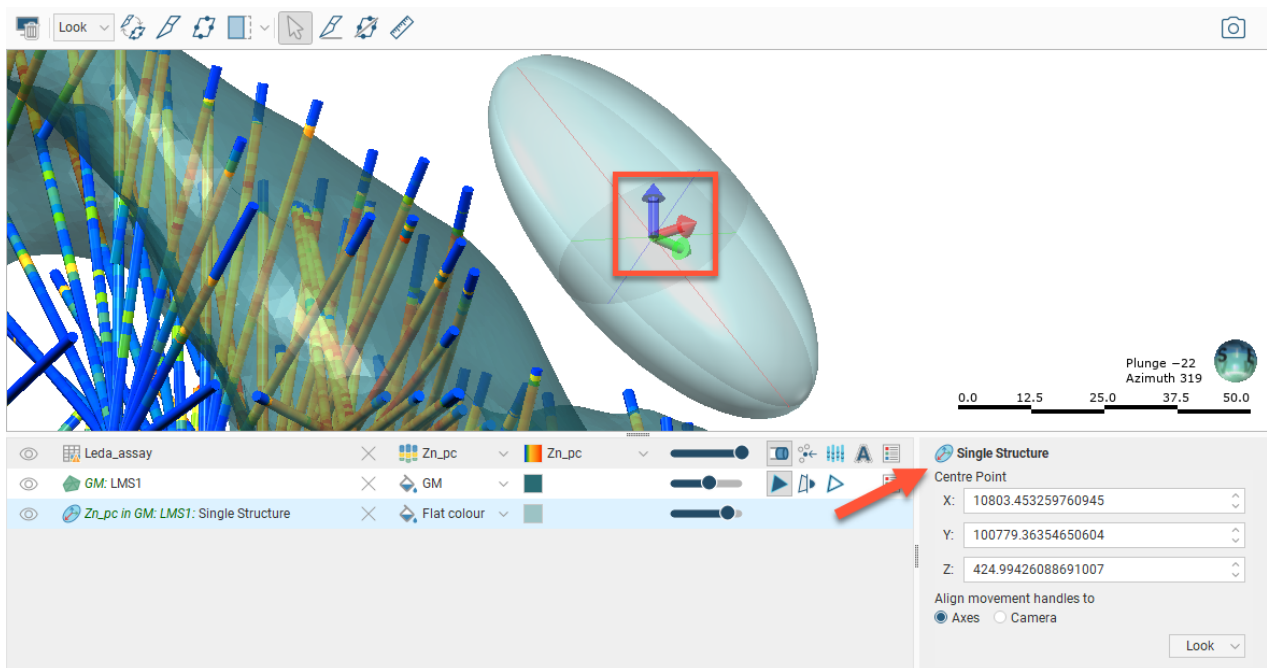 Look
Plunge −22
Azimuth 319
0.0 12.5 25.0 37.5 50.0
Leda_assay Zn_pc Zn_pc
GM: LMS1 GM
Zn_pc in GM: LMS1: Single Structure Flat colour
Single Structure
Centre Point
X: 10803.453259760945
Y: 100779.36354650604
Z: 424.99426088691007
Align movement handles to
Axes Camera
Look